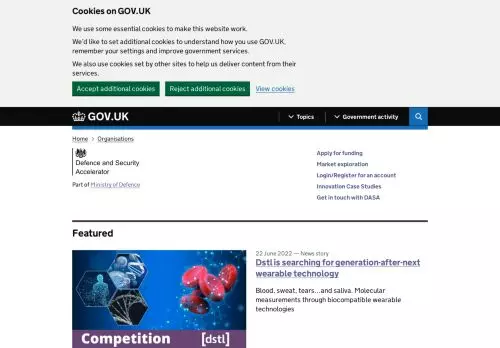 Cookies on GOV.UK
We use some essential cookies to make this website work.
We'd like to set additional cookies to understand how you use GOV.UK,
remember your settings and improve government services.
We also use cookies set by other sites to help us deliver content from their
services.
Accept additional cookies
Reject additional cookies
View cookies
GOV.UK
Topics
Government activity
Home > Organisations
Defence and Security
Accelerator
Part of Ministry of Defence
Apply for funding
Market exploration
Login/Register for an account
Innovation Case Studies
Get in touch with DASA
Featured
22 June 2022 — News story
Dstl is searching for generation-after-next
wearable technology
Blood, sweat, tears...and saliva. Molecular
measurements through biocompatible wearable
technologies
Competition
[dstl]